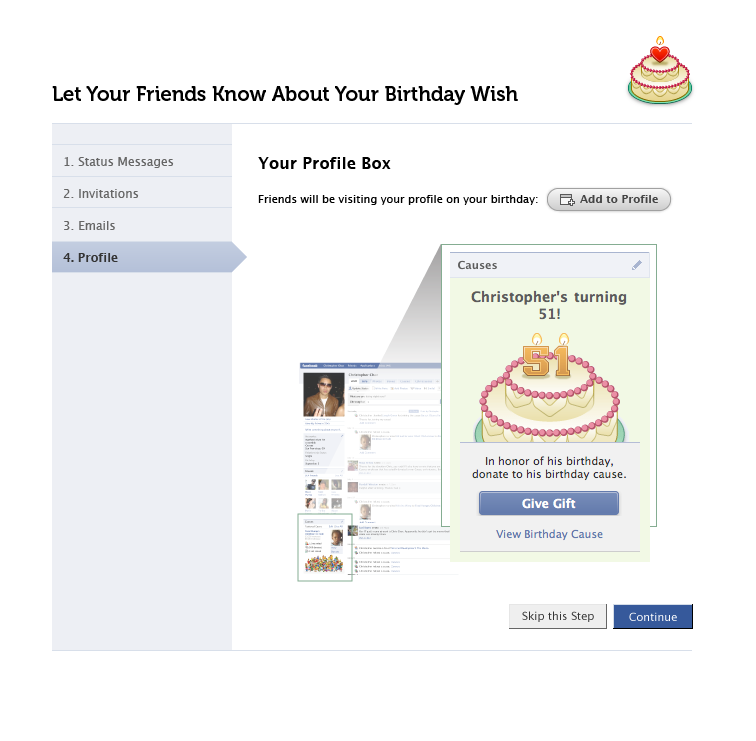 Let Your Friends Know About Your Birthday Wish
1. Status Messages
2. Invitations
3. Emails
4. Profile
Your Profile Box
Friends will be visiting your profile on your birthday:
Add to Profile
Causes
Christopher's turning
51!
51
In honor of his birthday,
donate to his birthday cause.
Give Gift
View Birthday Cause
facebook
Skip this Step
Continue